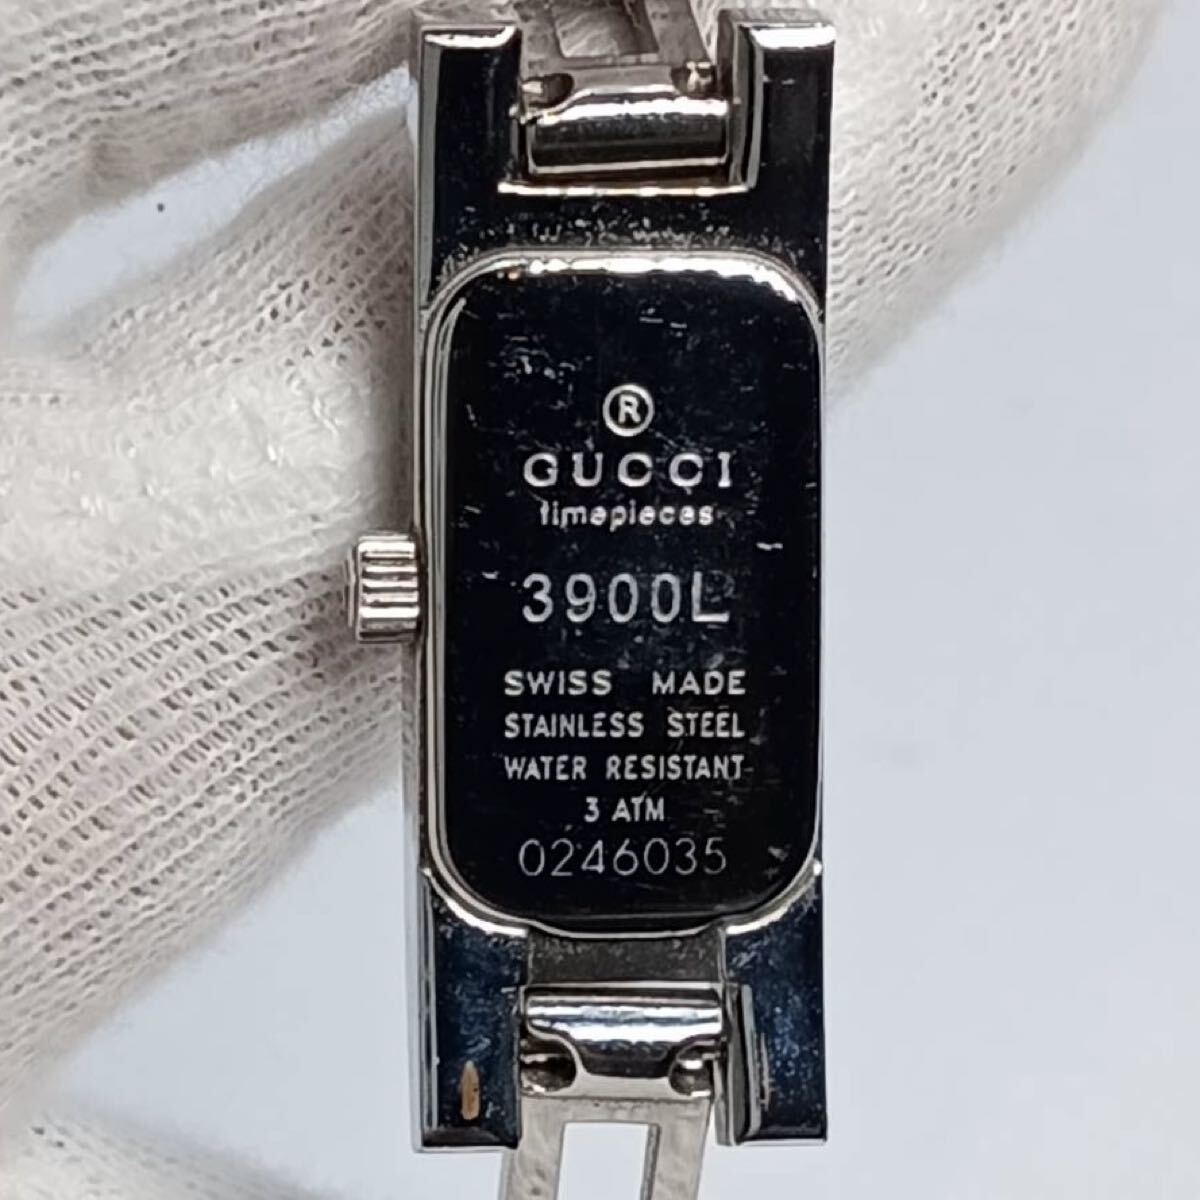 ®
GUCCI
timepieces
3900L
SWISS MADE
STAINLESS STEEL
WATER RESISTANT
3 ATM
0246035